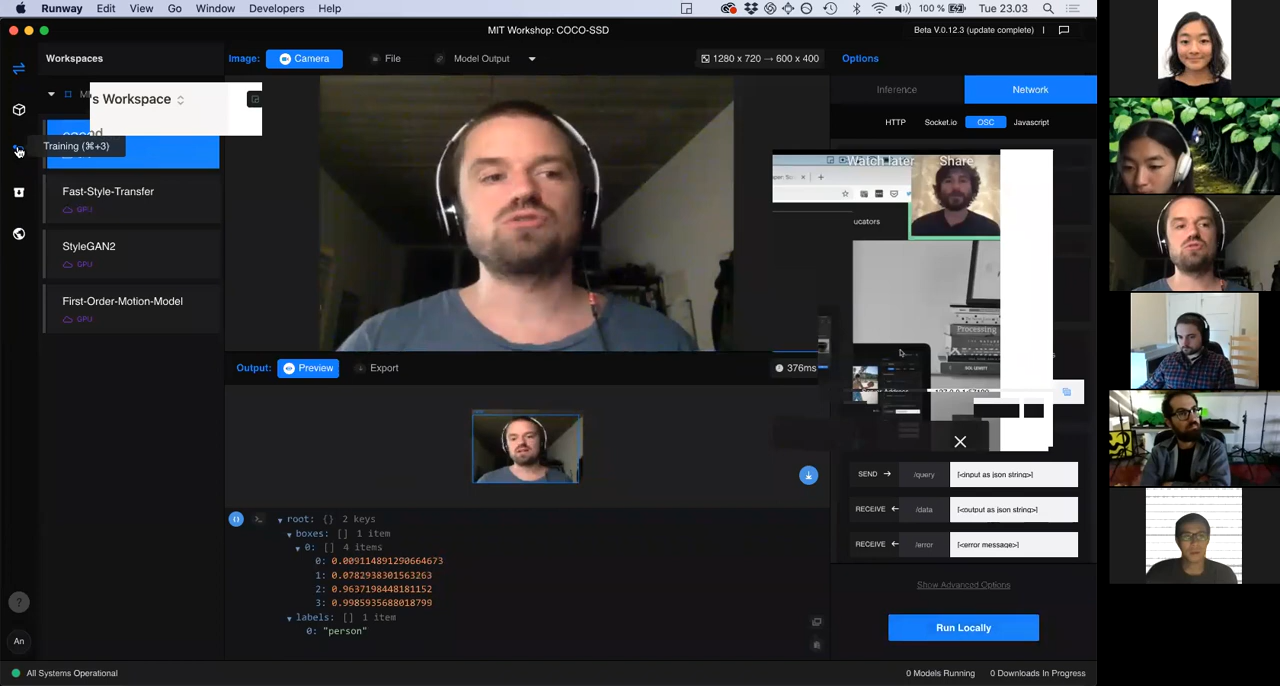 Runway Edit View Go Window Developers Help
100 % Tue 23.03
MIT Workshop: COCO-SSD
Beta V.0.12.3 (update complete)
Workspaces
Image: Camera File Model Output
1280 x 720 → 600 x 400
Options
's Workspace
Inference Network
HTTP Socket.io OSC Javascript
Training (⌘+3)
Watch later Share
Fast-Style-Transfer
GPU
ucators
StyleGAN2
GPU
First-Order-Motion-Model
GPU
Processing
Output: Preview Export
376ms
SEND → /query [<input as json string>]
RECEIVE ← /data [<output as json string>]
RECEIVE ← /error [<error message>]
root: {} 2 keys
boxes: [] 1 item
0: [] 4 items
0: 0.009114891290664673
1: 0.0782938301563263
2: 0.9637198448181152
3: 0.9985935688018799
labels: [] 1 item
0: "person"
Show Advanced Options
Run Locally
?
An
All Systems Operational
0 Models Running 0 Downloads In Progress